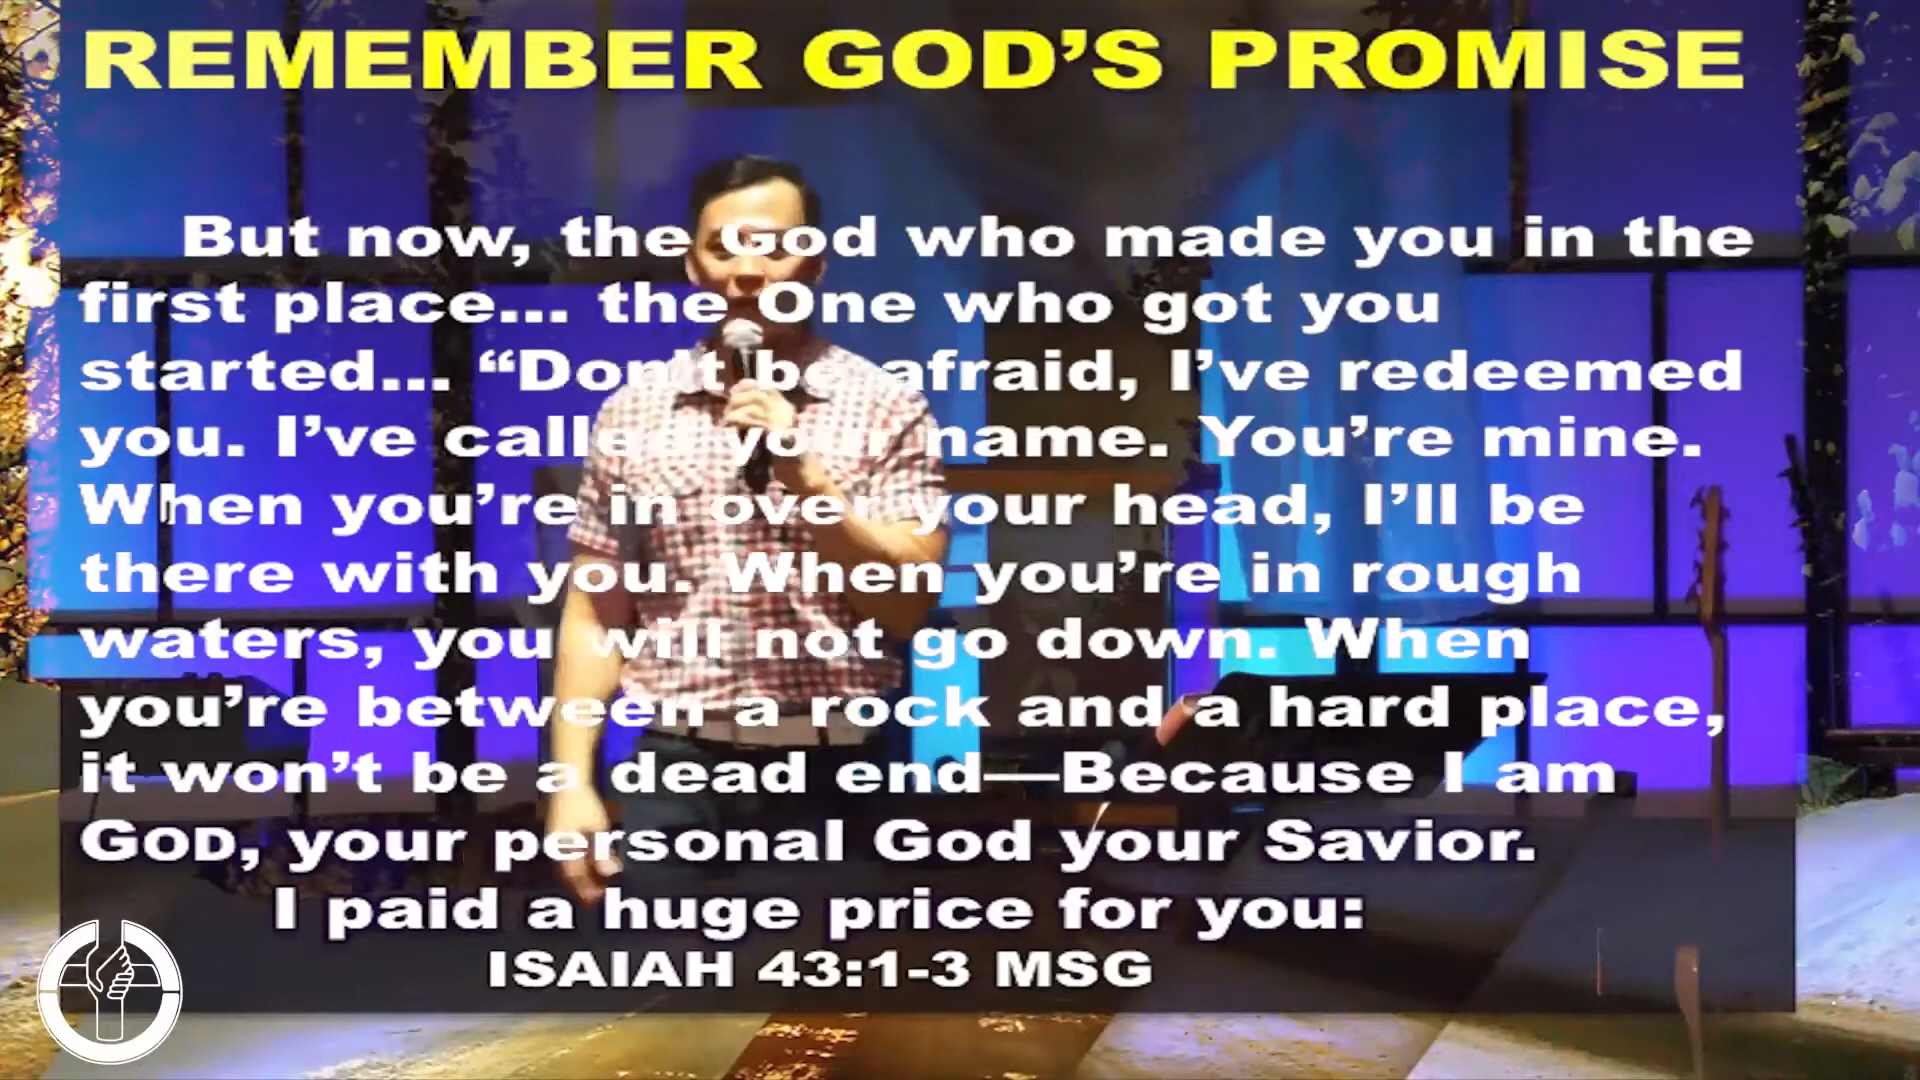 REMEMBER GOD’S PROMISE
But now, the God who made you in the
first place... the One who got you
started... “Don’t be afraid, I’ve redeemed
you. I’ve called your name. You’re mine.
When you’re in over your head, I’ll be
there with you. When you’re in rough
waters, you will not go down. When
you’re between a rock and a hard place,
it won’t be a dead end—Because I am
GOD, your personal God your Savior.
I paid a huge price for you:
ISAIAH 43:1-3 MSG